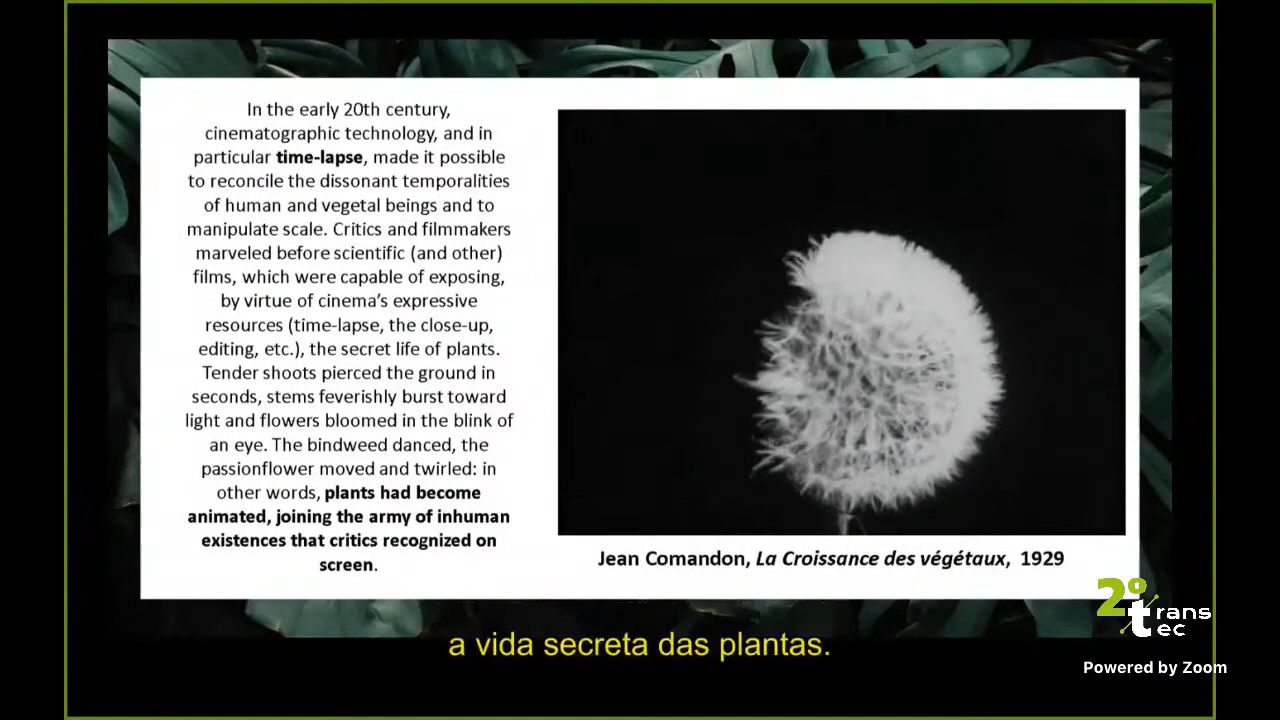 In the early 20th century,
cinematographic technology, and in
particular time-lapse, made it possible
to reconcile the dissonant temporalities
of human and vegetal beings and to
manipulate scale. Critics and filmmakers
marveled before scientific (and other)
films, which were capable of exposing,
by virtue of cinema’s expressive
resources (time-lapse, the close-up,
editing, etc.), the secret life of plants.
Tender shoots pierced the ground in
seconds, stems feverishly burst toward
light and flowers bloomed in the blink of
an eye. The bindweed danced, the
passionflower moved and twirled: in
other words, plants had become
animated, joining the army of inhuman
existences that critics recognized on
screen.
Jean Comandon, La Croissance des végétaux, 1929
2º trans
tec
a vida secreta das plantas.
Powered by Zoom